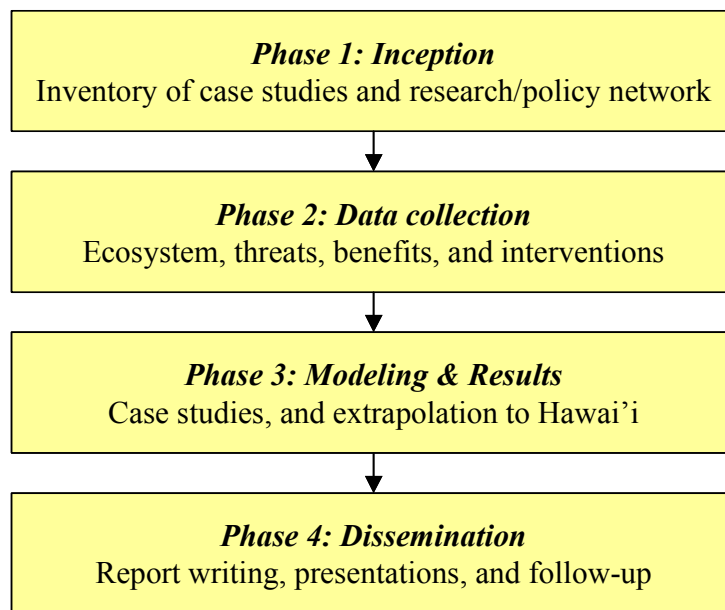 Phase 1: Inception
Inventory of case studies and research/policy network
Phase 2: Data collection
Ecosystem, threats, benefits, and interventions
Phase 3: Modeling & Results
Case studies, and extrapolation to Hawai’i
Phase 4: Dissemination
Report writing, presentations, and follow-up